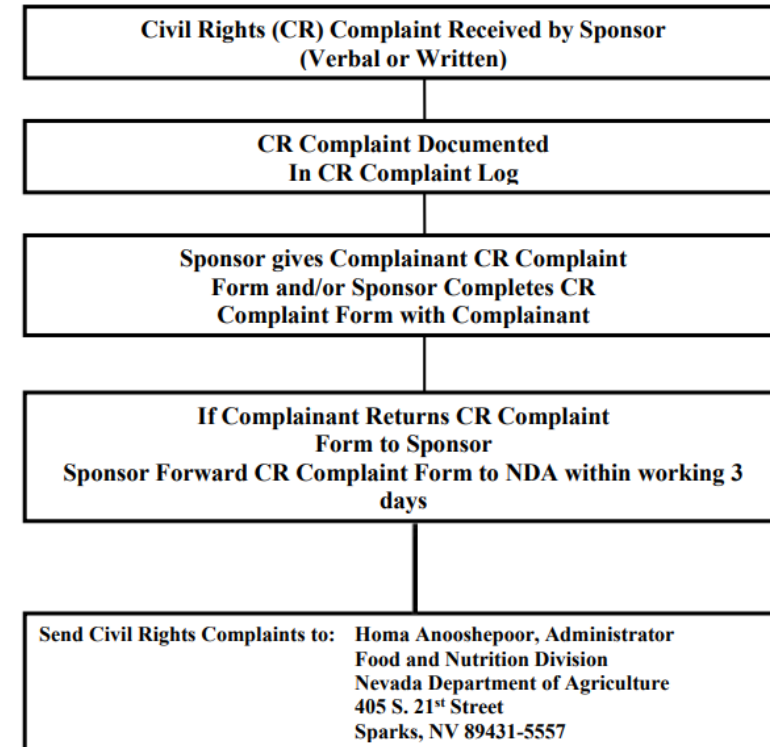 Civil Rights (CR) Complaint Received by Sponsor
(Verbal or Written)
CR Complaint Documented
In CR Complaint Log
Sponsor gives Complainant CR Complaint
Form and/or Sponsor Completes CR
Complaint Form with Complainant
If Complainant Returns CR Complaint
Form to Sponsor
Sponsor Forward CR Complaint Form to NDA within working 3
days
Send Civil Rights Complaints to: Homa Anooshepoor, Administrator
Food and Nutrition Division
Nevada Department of Agriculture
405 S. 21st Street
Sparks, NV 89431-5557